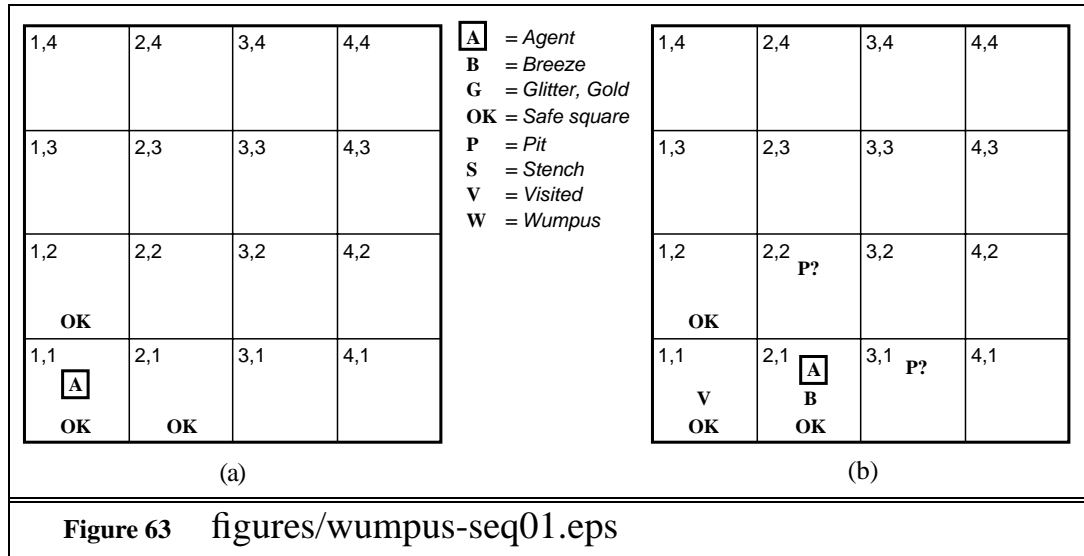 1,4 2,4 3,4 4,4
1,3 2,3 3,3 4,3
1,2 2,2 3,2 4,2
OK
1,1 2,1 3,1 4,1
A
OK OK
(a)
A = Agent
B = Breeze
G = Glitter, Gold
OK = Safe square
P = Pit
S = Stench
V = Visited
W = Wumpus
1,4 2,4 3,4 4,4
1,3 2,3 3,3 4,3
1,2 2,2 3,2 4,2
P?
OK
1,1 2,1 3,1 4,1
A P?
V B
OK OK
(b)
Figure 63 figures/wumpus-seq01.eps